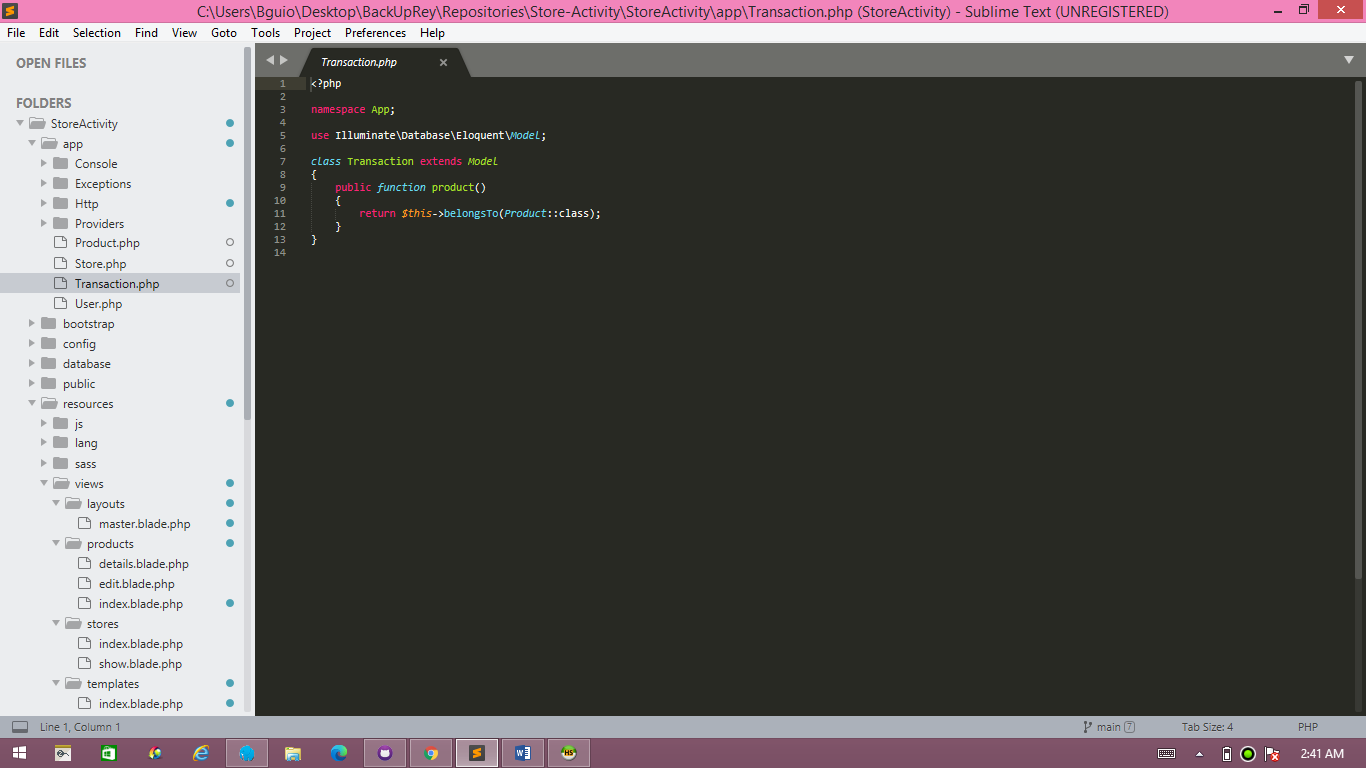 C:\Users\Bguio\Desktop\BackUpRey\Repositories\Store-Activity\StoreActivity\app\Transaction.php (StoreActivity) - Sublime Text (UNREGISTERED)
File Edit Selection Find View Goto Tools Project Preferences Help
OPEN FILES
FOLDERS
StoreActivity
app
Console
Exceptions
Http
Providers
Product.php
Store.php
Transaction.php
User.php
bootstrap
config
database
public
resources
js
lang
sass
views
layouts
master.blade.php
products
details.blade.php
edit.blade.php
index.blade.php
stores
index.blade.php
show.blade.php
templates
index.blade.php
Transaction.php
1 <?php
2
3 namespace App;
4
5 use Illuminate\Database\Eloquent\Model;
6
7 class Transaction extends Model
8 {
9 public function product()
10 {
11 return $this->belongsTo(Product::class);
12 }
13 }
14
Line 1, Column 1 main 7 Tab Size: 4 PHP
HS
2:41 AM